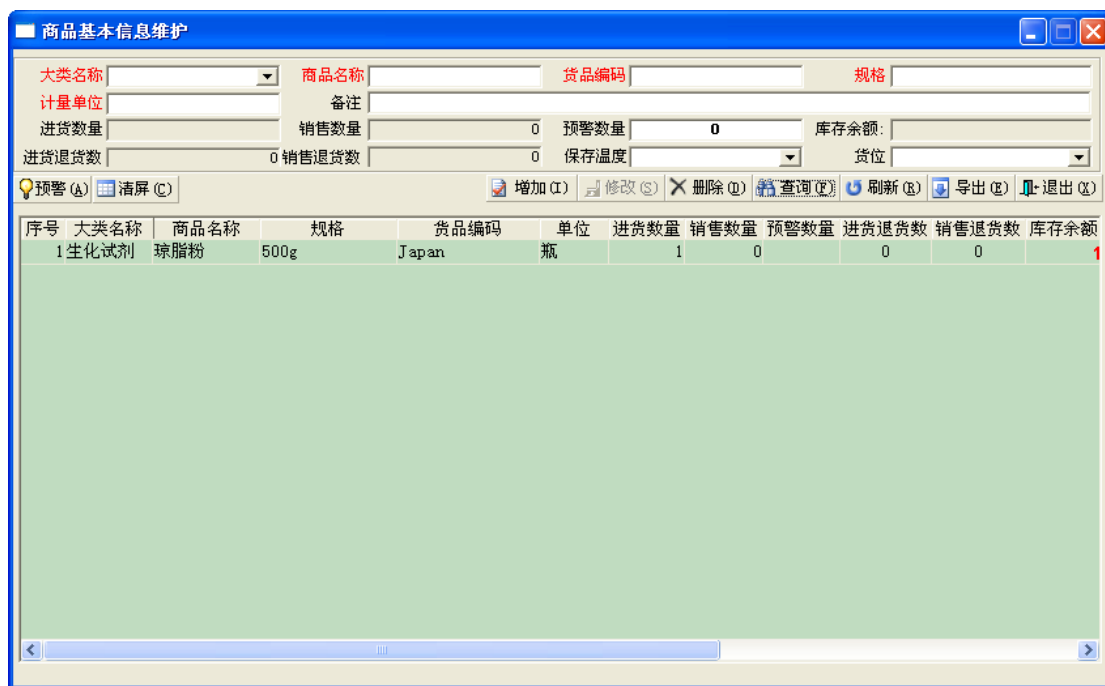 商品基本信息维护
大类名称 商品名称 货品编码 规格
计量单位 备注
进货数量 销售数量 0 预警数量 0 库存余额:
进货退货数 0 销售退货数 0 保存温度 货位
预警(A) 清屏(C) 增加(I) 修改(S) 删除(D) 查询(F) 刷新(R) 导出(E) 退出(X)
序号 大类名称 商品名称 规格 货品编码 单位 进货数量 销售数量 预警数量 进货退货数 销售退货数 库存余额
1 生化试剂 琼脂粉 500g Japan 瓶 1 0 0 0 1